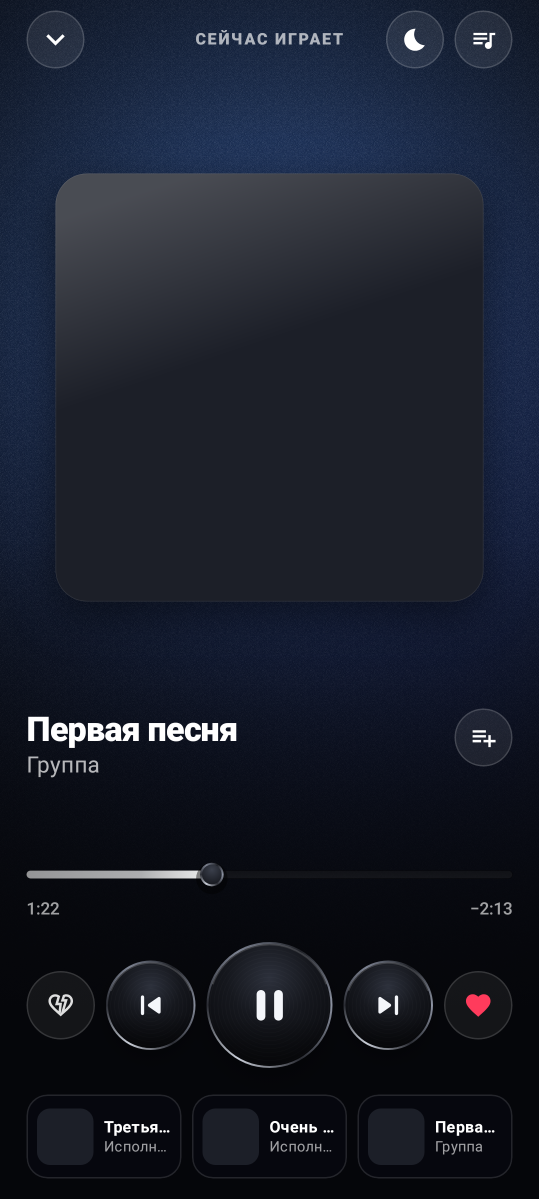 СЕЙЧАС ИГРАЕТ
Первая песня
Группа
1:22
−2:13
Третья…
Исполн…
Очень …
Исполн…
Перва…
Группа